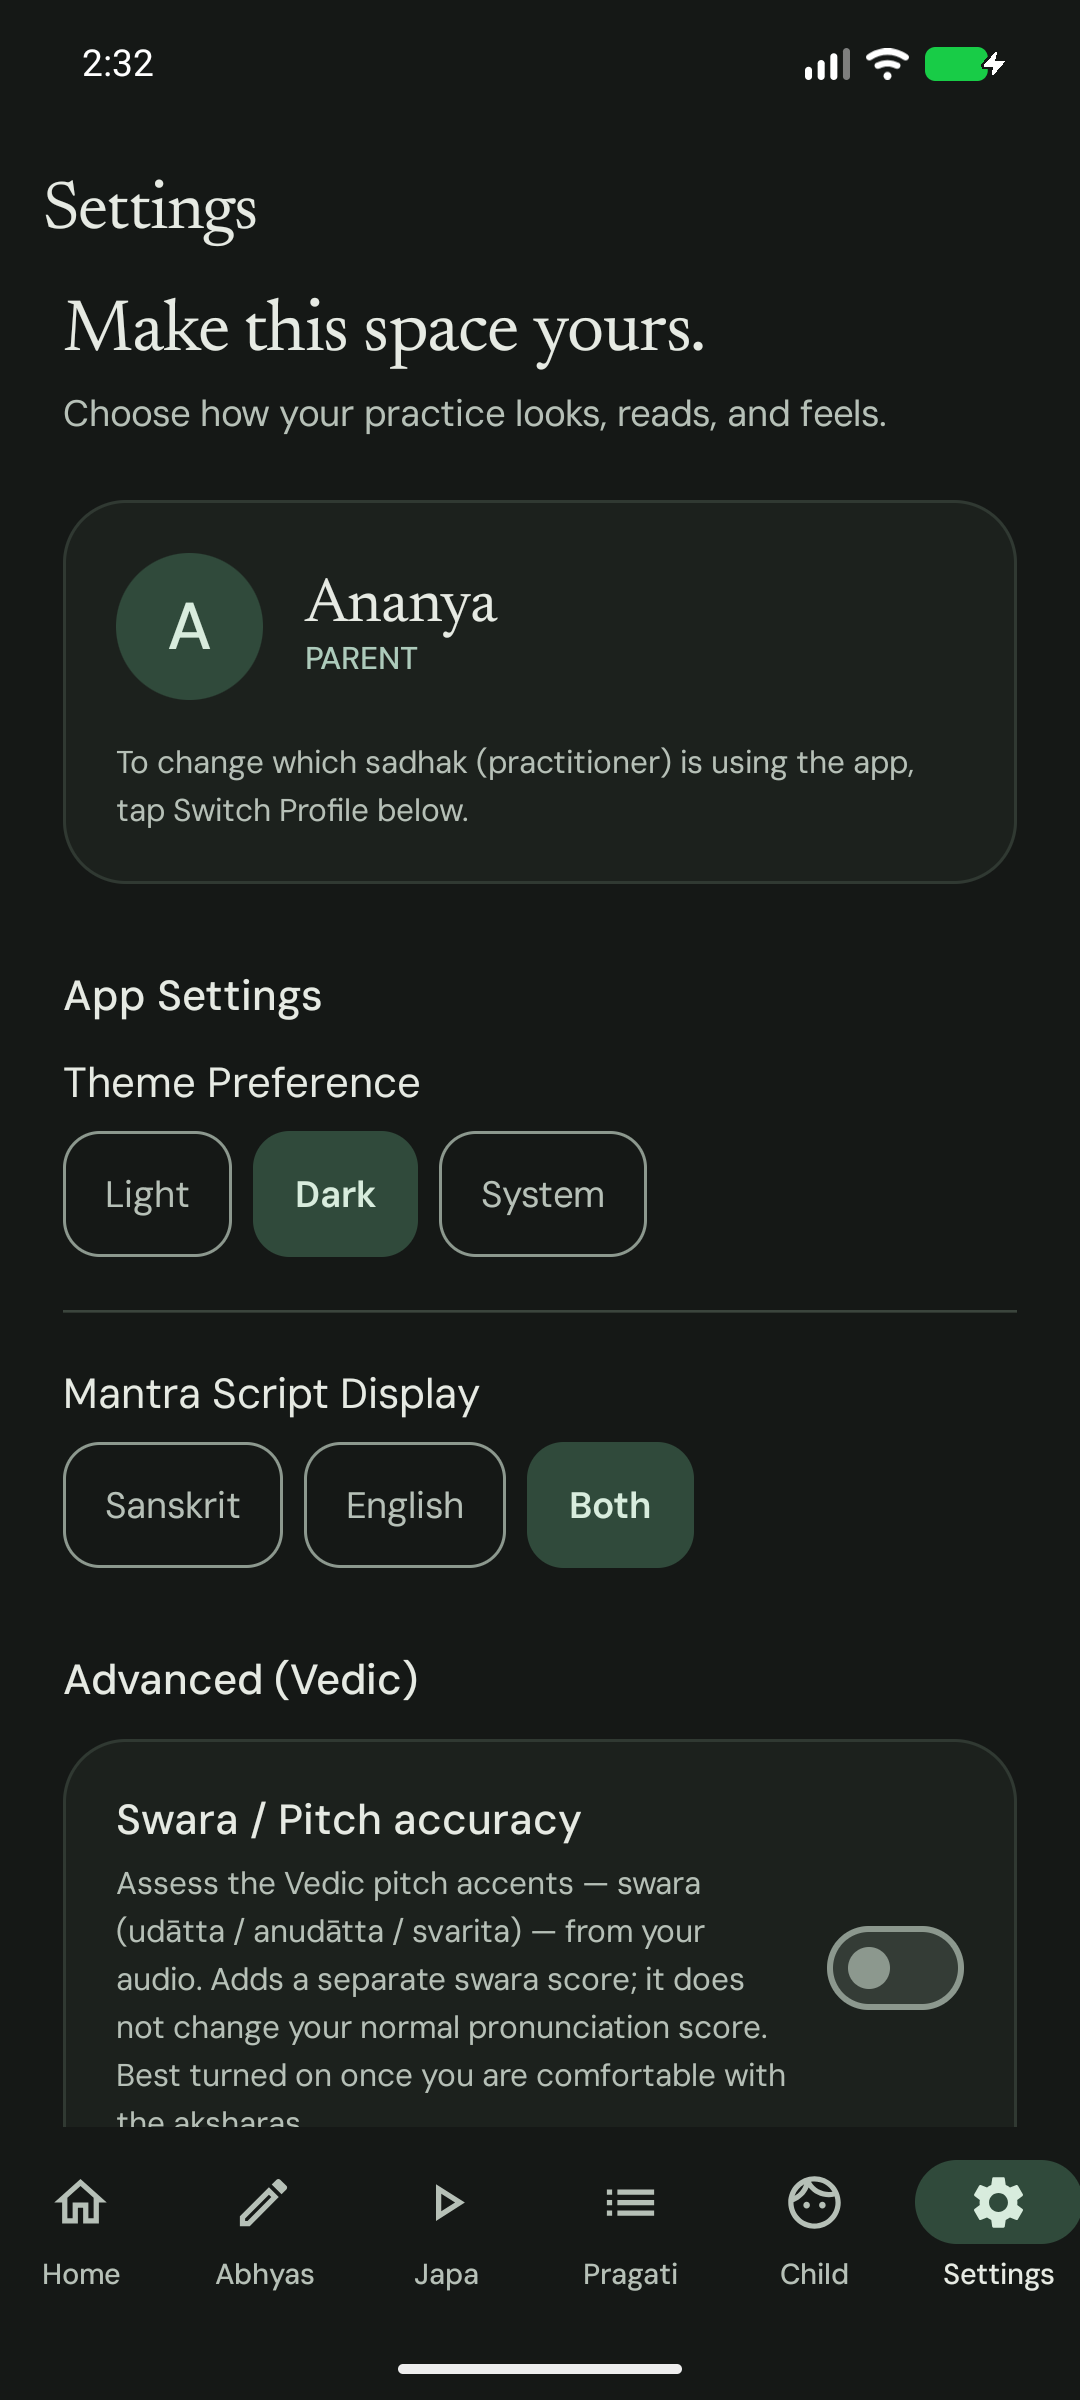 2:32
Settings
Make this space yours.
Choose how your practice looks, reads, and feels.
A
Ananya
PARENT
To change which sadhak (practitioner) is using the app,
tap Switch Profile below.
App Settings
Theme Preference
Light
Dark
System
Mantra Script Display
Sanskrit
English
Both
Advanced (Vedic)
Swara / Pitch accuracy
Assess the Vedic pitch accents — swara
(udātta / anudātta / svarita) — from your
audio. Adds a separate swara score; it does
not change your normal pronunciation score.
Best turned on once you are comfortable with
the aksharas
Home
Abhyas
Japa
Pragati
Child
Settings